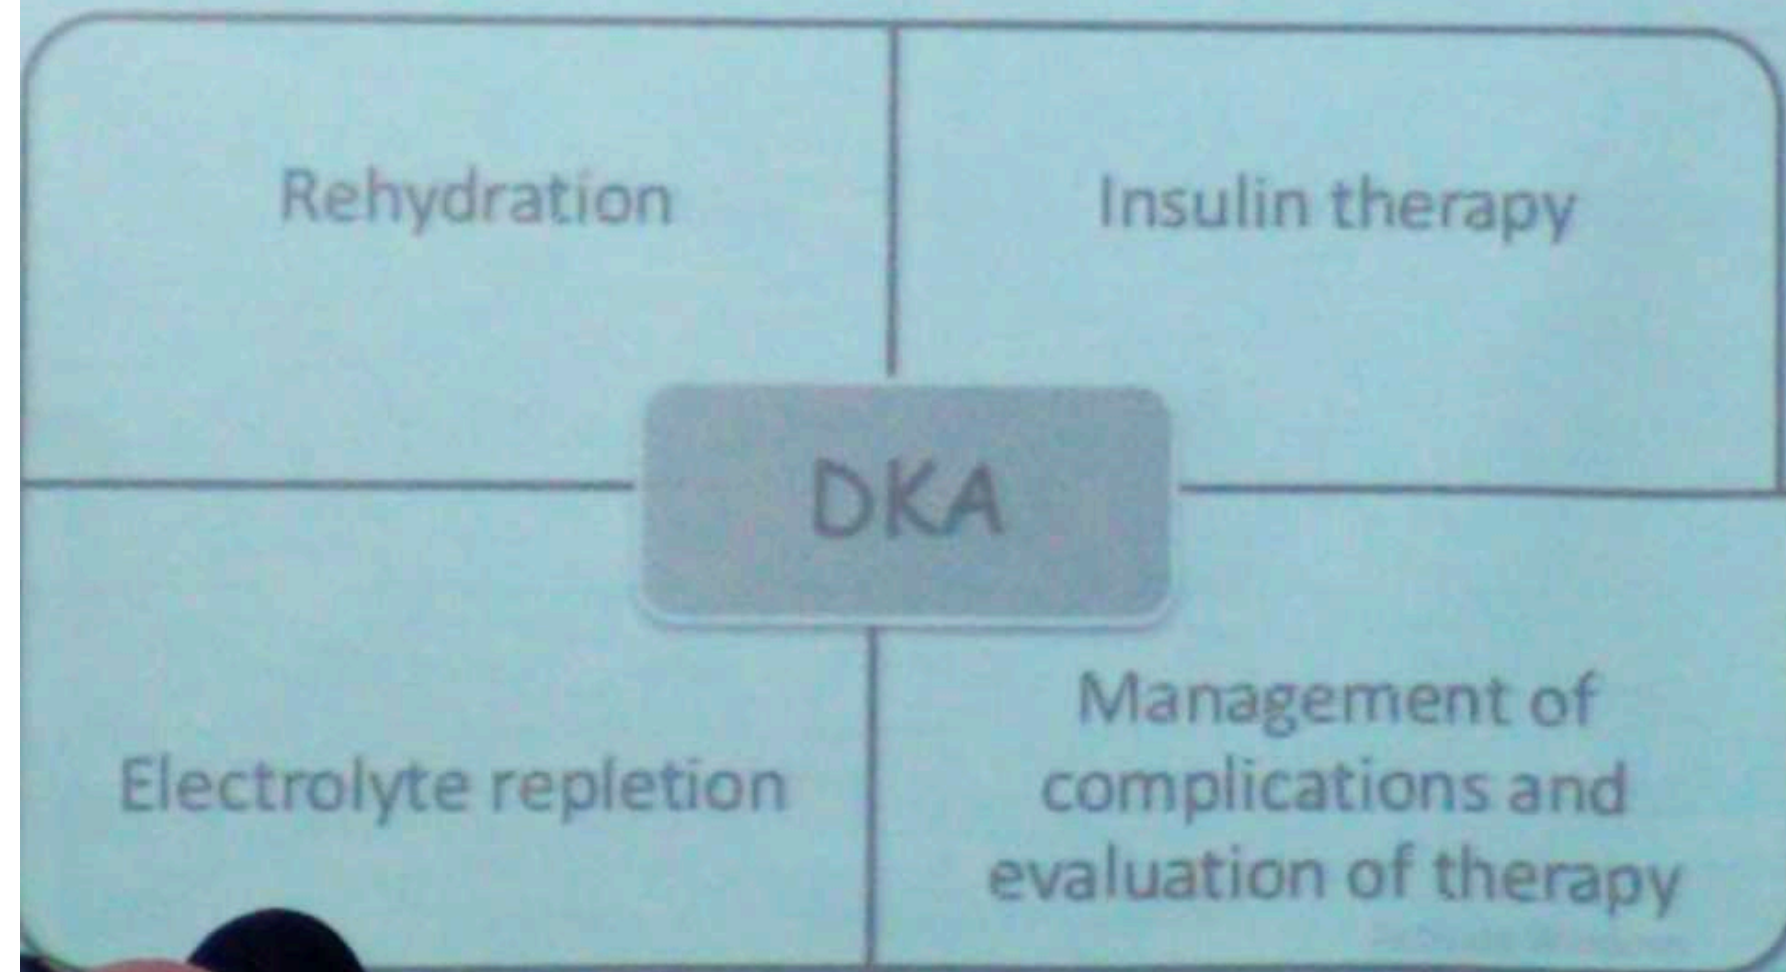 Rehydration
Insulin therapy
DKA
Electrolyte repletion
Management of
complications and
evaluation of therapy